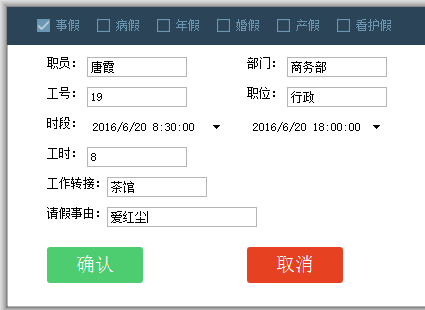 事假 病假 年假 婚假 产假 看护假
职员： 唐霞 部门： 商务部
工号： 19 职位： 行政
时段： 2016/6/20 8:30:00 2016/6/20 18:00:00
工时： 8
工作转接： 茶馆
请假事由： 爱红尘
确认 取消